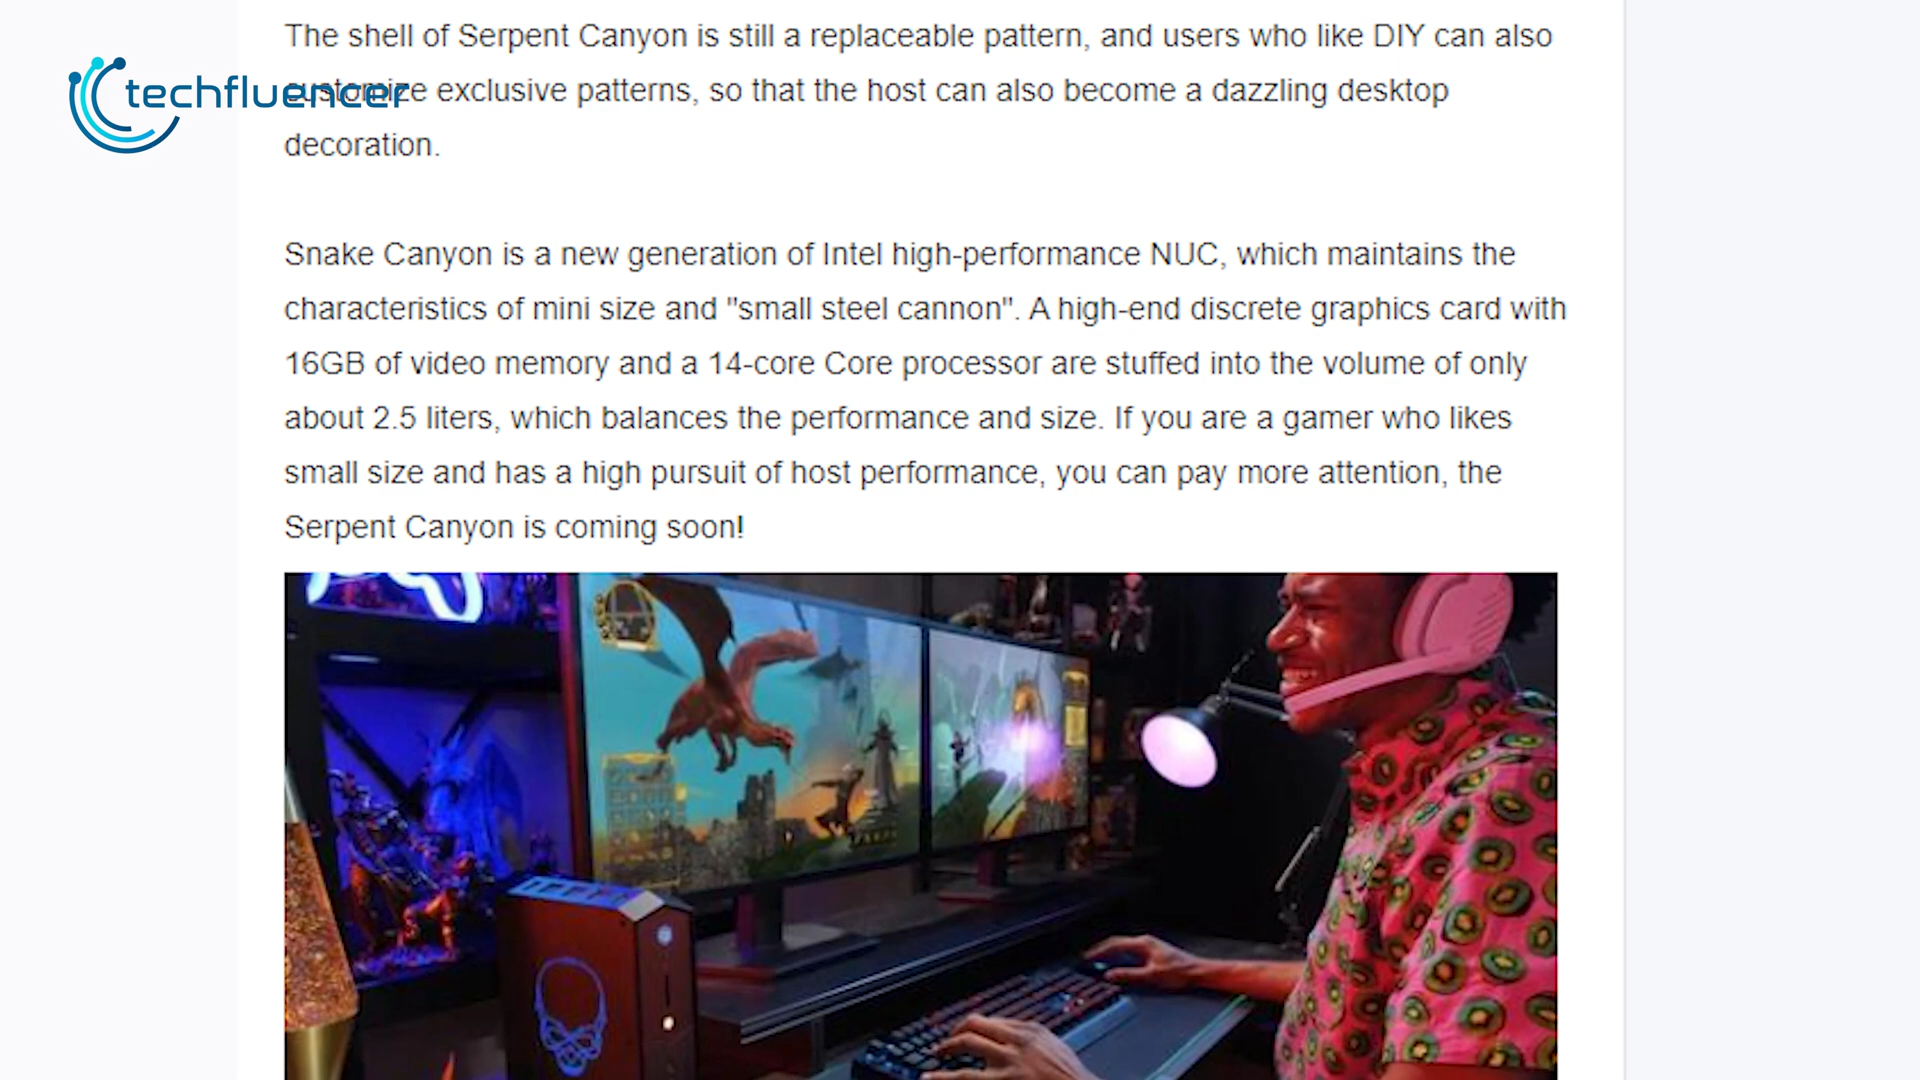 The shell of Serpent Canyon is still a replaceable pattern, and users who like DIY can also
techfluencer
customize exclusive patterns, so that the host can also become a dazzling desktop
decoration.
Snake Canyon is a new generation of Intel high-performance NUC, which maintains the
characteristics of mini size and "small steel cannon". A high-end discrete graphics card with
16GB of video memory and a 14-core Core processor are stuffed into the volume of only
about 2.5 liters, which balances the performance and size. If you are a gamer who likes
small size and has a high pursuit of host performance, you can pay more attention, the
Serpent Canyon is coming soon!